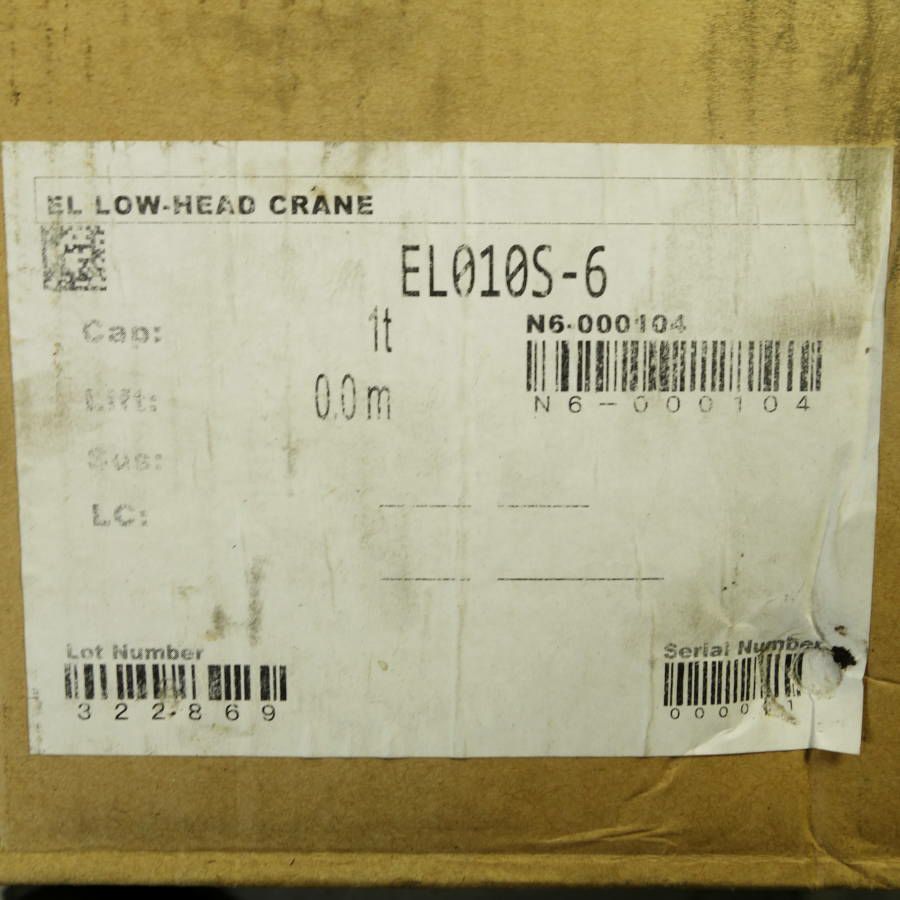 EL LOW-HEAD CRANE
EL010S-6
Cap: 1t
N6-000104
Lift: 0.0 m
N6-000104
Sus:
LC:
Lot Number
322869
Serial Number